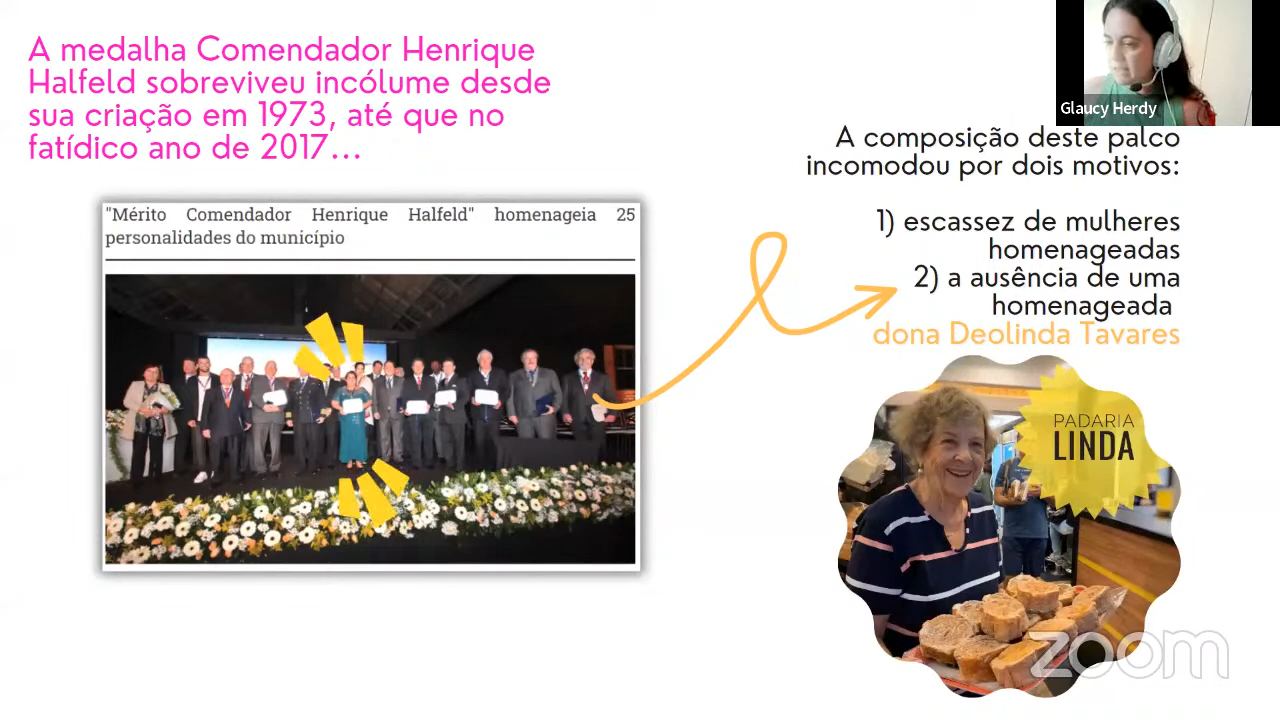 A medalha Comendador Henrique
Halfeld sobreviveu incólume desde
sua criação em 1973, até que no
fatídico ano de 2017...
"Mérito Comendador Henrique Halfeld" homenageia 25
personalidades do município
Glaucy Herdy
A composição deste palco
incomodou por dois motivos:
1) escassez de mulheres
homenageadas
2) a ausência de uma
homenageada
dona Deolinda Tavares
PADARIA
LINDA
zoom